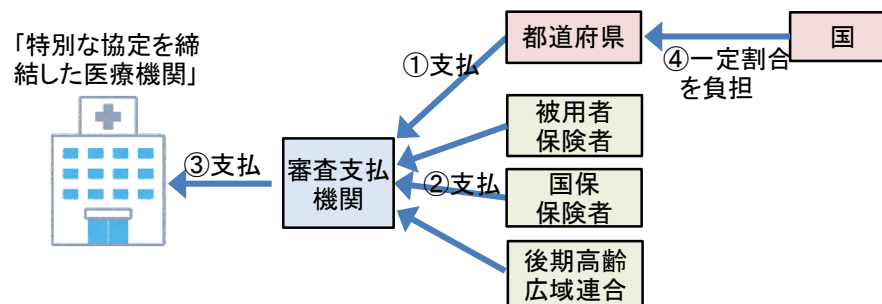 「特別な協定を締
結した医療機関」
③支払
審査支払
機関
①支払
②支払
都道府県
④一定割合
を負担
国
被用者
保険者
国保
保険者
後期高齢
広域連合